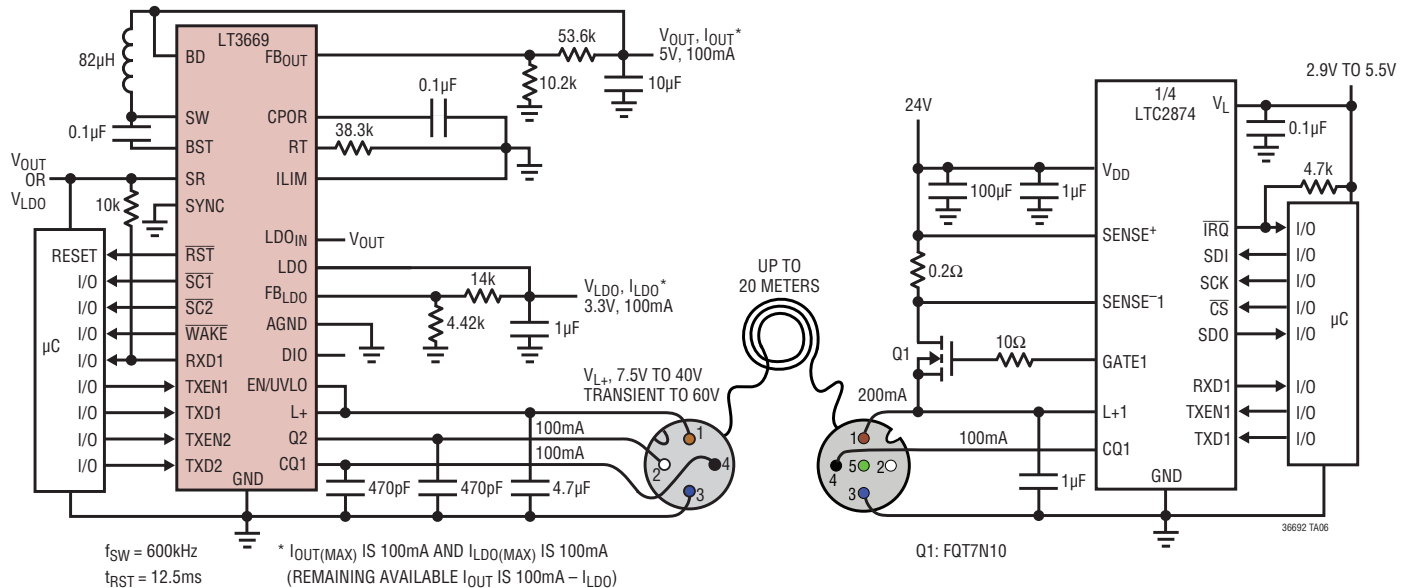 LT3669
BD
FBOUT
53.6k
VOUT, IOUT*
5V, 100mA
82µH
10.2k
10µF
0.1µF
SW
CPOR
0.1µF
38.3k
BST
RT
VOUT
OR
VLDO
SR
ILIM
10k
SYNC
LDOIN
VOUT
RESET
RST
LDO
I/O
SC1
14k
VLDO, ILDO*
3.3V, 100mA
I/O
SC2
FBLDO
4.42k
1µF
I/O
WAKE
AGND
µC
I/O
RXD1
DIO
I/O
TXEN1
EN/UVLO
VL+, 7.5V TO 40V
TRANSIENT TO 60V
I/O
TXD1
L+
I/O
TXEN2
Q2
100mA
I/O
TXD2
CQ1
100mA
GND
470pF
470pF
4.7µF
1
2
4
3
fSW = 600kHz
tRST = 12.5ms
* IOUT(MAX) IS 100mA AND ILDO(MAX) IS 100mA
(REMAINING AVAILABLE IOUT IS 100mA – ILDO)
UP TO
20 METERS
1
4
5
2
3
24V
100µF
1µF
0.2Ω
Q1
10Ω
200mA
100mA
1µF
1/4
LTC2874
VL
2.9V TO 5.5V
0.1µF
VDD
4.7k
SENSE+
IRQ
I/O
SDI
I/O
SENSE–1
SCK
I/O
CS
I/O
µC
SDO
I/O
GATE1
RXD1
I/O
L+1
TXEN1
I/O
CQ1
TXD1
I/O
GND
Q1: FQT7N10
36692 TA06